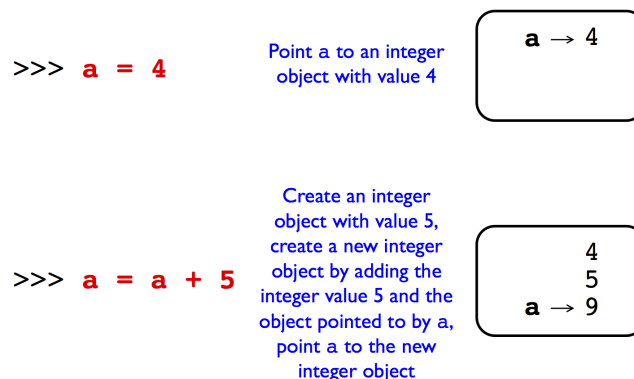 >>> a = 4
Point a to an integer
object with value 4
a → 4
>>> a = a + 5
Create an integer
object with value 5,
create a new integer
object by adding the
integer value 5 and the
object pointed to by a,
point a to the new
integer object
4
5
a → 9